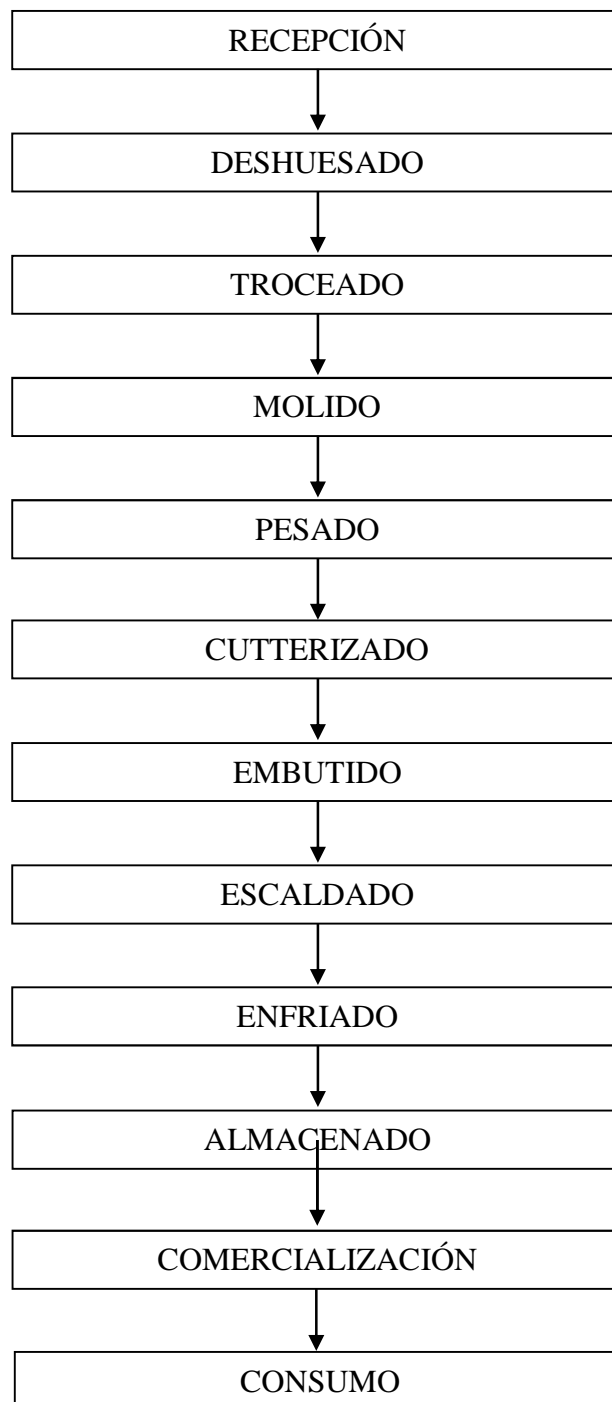 RECEPCIÓN
DESHUESADO
TROCEADO
MOLIDO
PESADO
CUTTERIZADO
EMBUTIDO
ESCALDADO
ENFRIADO
ALMACENADO
COMERCIALIZACIÓN
CONSUMO